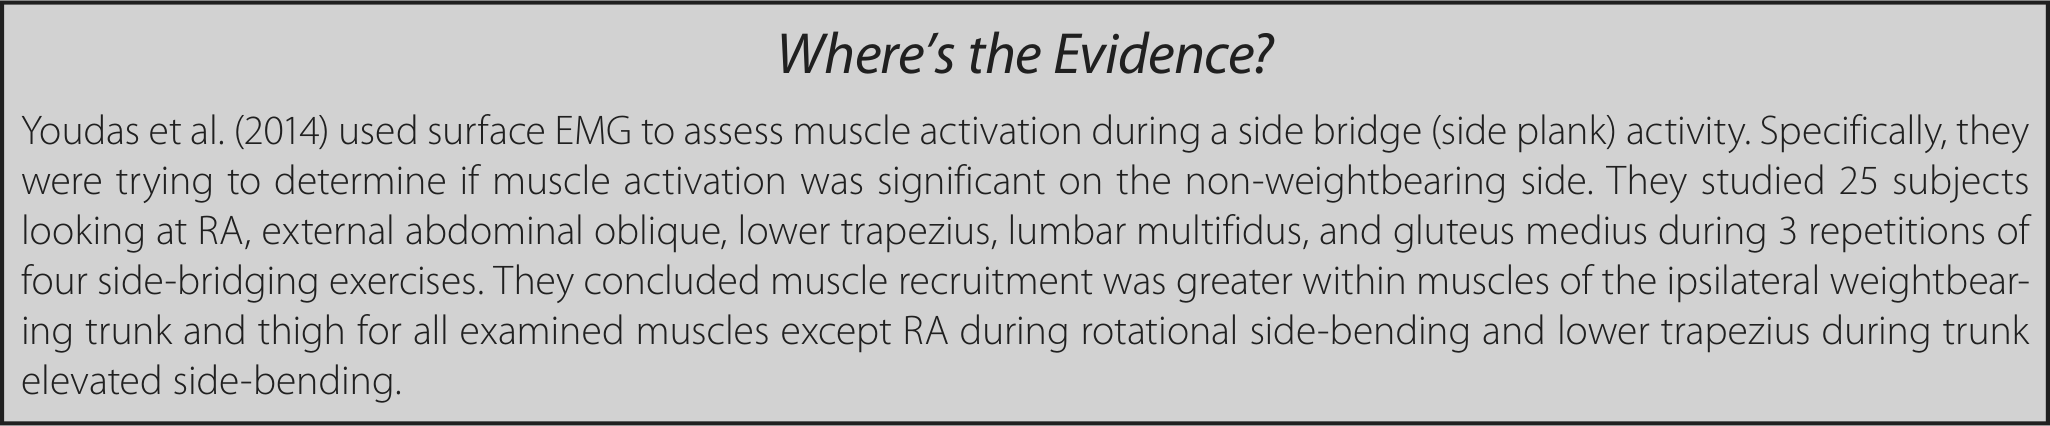 Where's the Evidence?
Youdas et al. (2014) used surface EMG to assess muscle activation during a side bridge (side plank) activity. Specifically, they
were trying to determine if muscle activation was significant on the non-weightbearing side. They studied 25 subjects
looking at RA, external abdominal oblique, lower trapezius, lumbar multifidus, and gluteus medius during 3 repetitions of
four side-bridging exercises. They concluded muscle recruitment was greater within muscles of the ipsilateral weightbear-
ing trunk and thigh for all examined muscles except RA during rotational side-bending and lower trapezius during trunk
elevated side-bending.